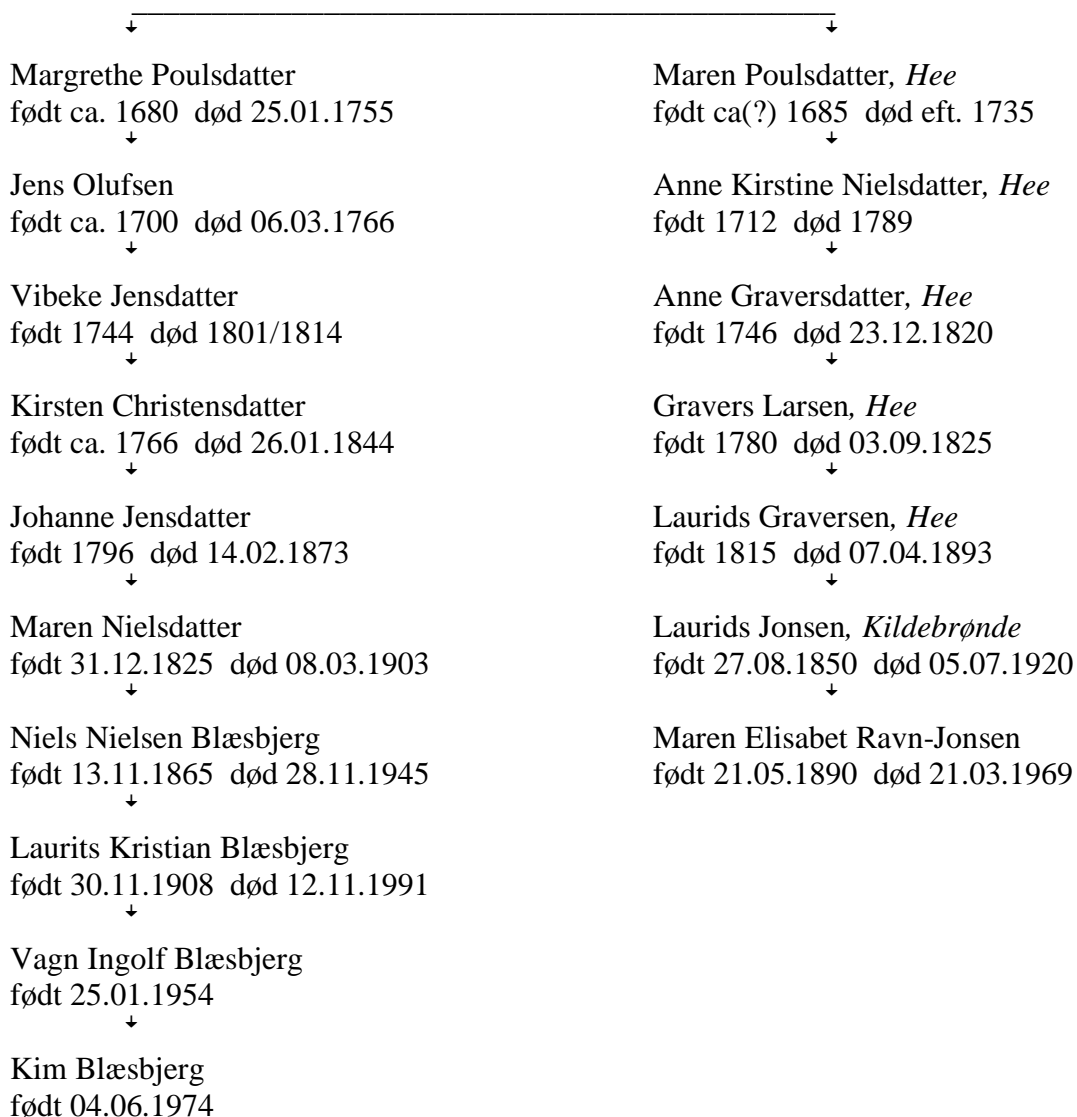 Margrethe Poulsdatter
født ca. 1680 død 25.01.1755
Jens Olufsen
født ca. 1700 død 06.03.1766
Vibeke Jensdatter
født 1744 død 1801/1814
Kirsten Christensdatter
født ca. 1766 død 26.01.1844
Johanne Jensdatter
født 1796 død 14.02.1873
Maren Nielsdatter
født 31.12.1825 død 08.03.1903
Niels Nielsen Blæsbjerg
født 13.11.1865 død 28.11.1945
Laurits Kristian Blæsbjerg
født 30.11.1908 død 12.11.1991
Vagn Ingolf Blæsbjerg
født 25.01.1954
Kim Blæsbjerg
født 04.06.1974
Maren Poulsdatter, Hee
født ca(?) 1685 død eft. 1735
Anne Kirstine Nielsdatter, Hee
født 1712 død 1789
Anne Graversdatter, Hee
født 1746 død 23.12.1820
Gravers Larsen, Hee
født 1780 død 03.09.1825
Laurids Graversen, Hee
født 1815 død 07.04.1893
Laurids Jonsen, Kildebrønde
født 27.08.1850 død 05.07.1920
Maren Elisabet Ravn-Jonsen
født 21.05.1890 død 21.03.1969